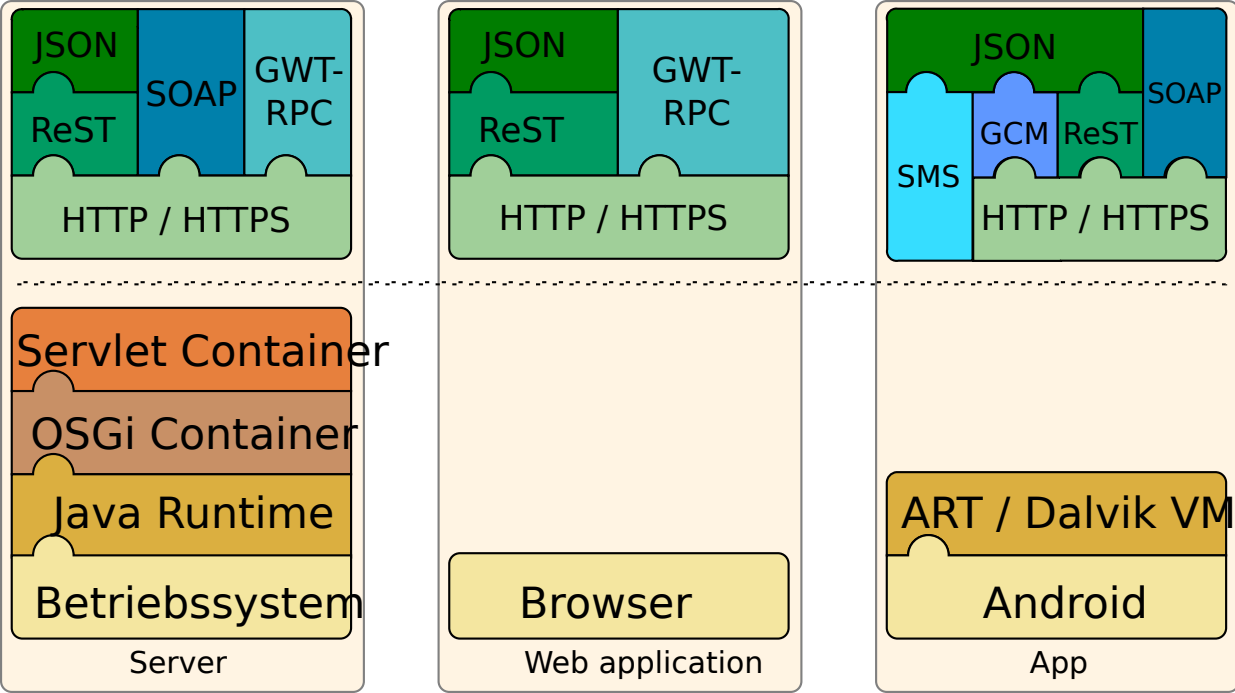 JSON
SOAP
GWT-
RPC
ReST
HTTP / HTTPS
Servlet Container
OSGi Container
Java Runtime
Betriebssystem
Server
JSON
GWT-
RPC
ReST
HTTP / HTTPS
Browser
Web application
JSON
SOAP
GCM
ReST
SMS
HTTP / HTTPS
ART / Dalvik VM
Android
App